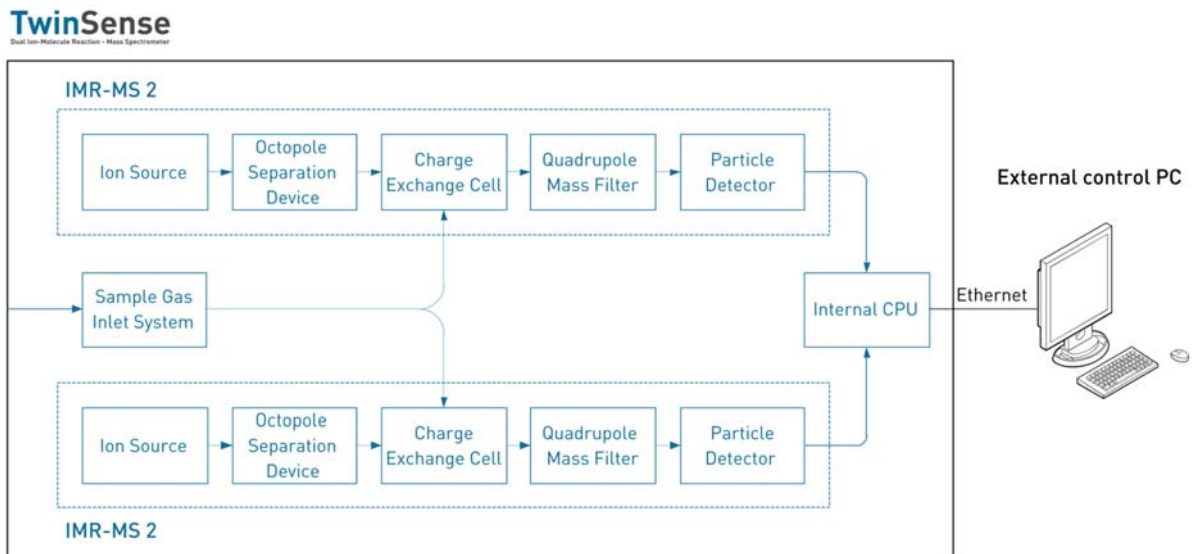 TwinSense
Dual Ion-Molecule Reaction - Mass Spectrometer
IMR-MS 2
Ion Source
Octopole
Separation
Device
Charge
Exchange Cell
Quadrupole
Mass Filter
Particle
Detector
External control PC
Sample Gas
Inlet System
Internal CPU
Ethernet
Ion Source
Octopole
Separation
Device
Charge
Exchange Cell
Quadrupole
Mass Filter
Particle
Detector
IMR-MS 2